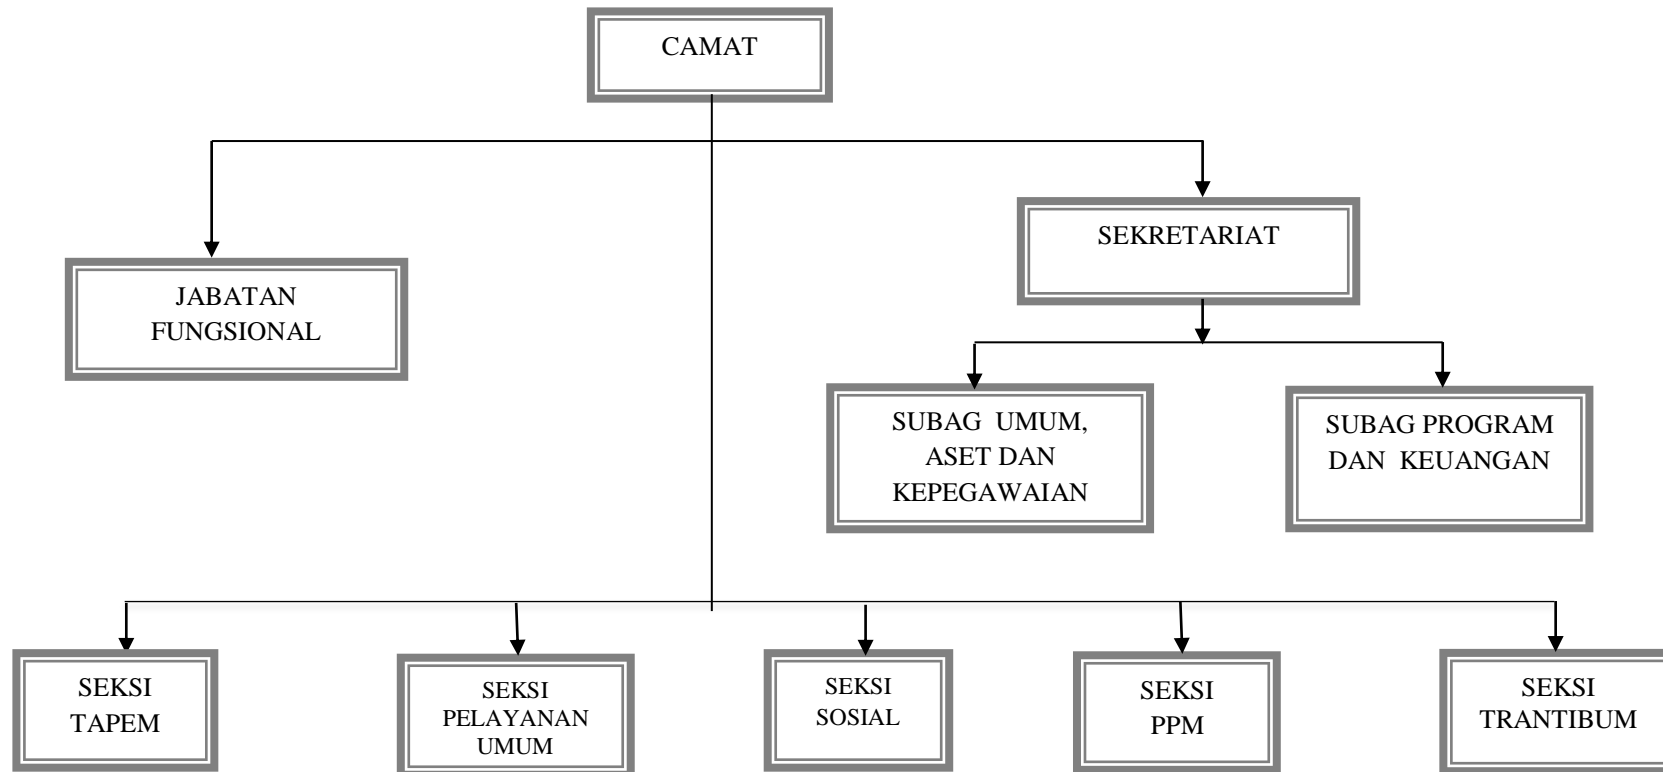 CAMAT
SEKRETARIAT
JABATAN
FUNGSIONAL
SUBAG UMUM,
ASET DAN
KEPEGAWAIAN
SUBAG PROGRAM
DAN KEUANGAN
SEKSI
TAPEM
SEKSI
PELAYANAN
UMUM
SEKSI
SOSIAL
SEKSI
PPM
SEKSI
TRANTIBUM